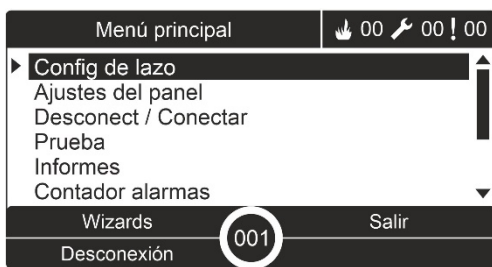 Menú principal 00 00 ! 00
Config de lazo
Ajustes del panel
Desconect / Conectar
Prueba
Informes
Contador alarmas
Wizards Salir
001
Desconexión